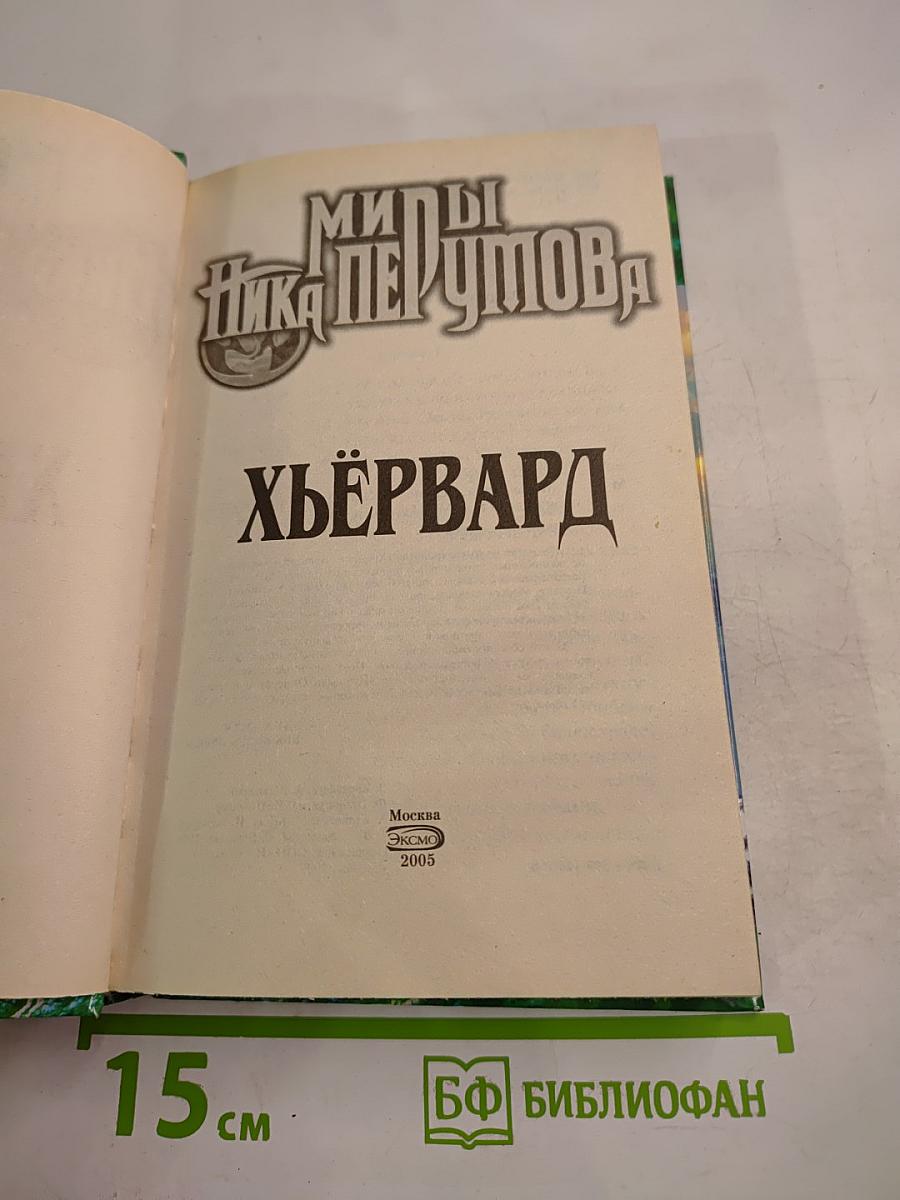 МИРЫ
НИКА ПЕРУМОВА
ХЬЁРВАРД
Москва
ЭКСМО
2005
15 см
БФ БИБЛИОФАН